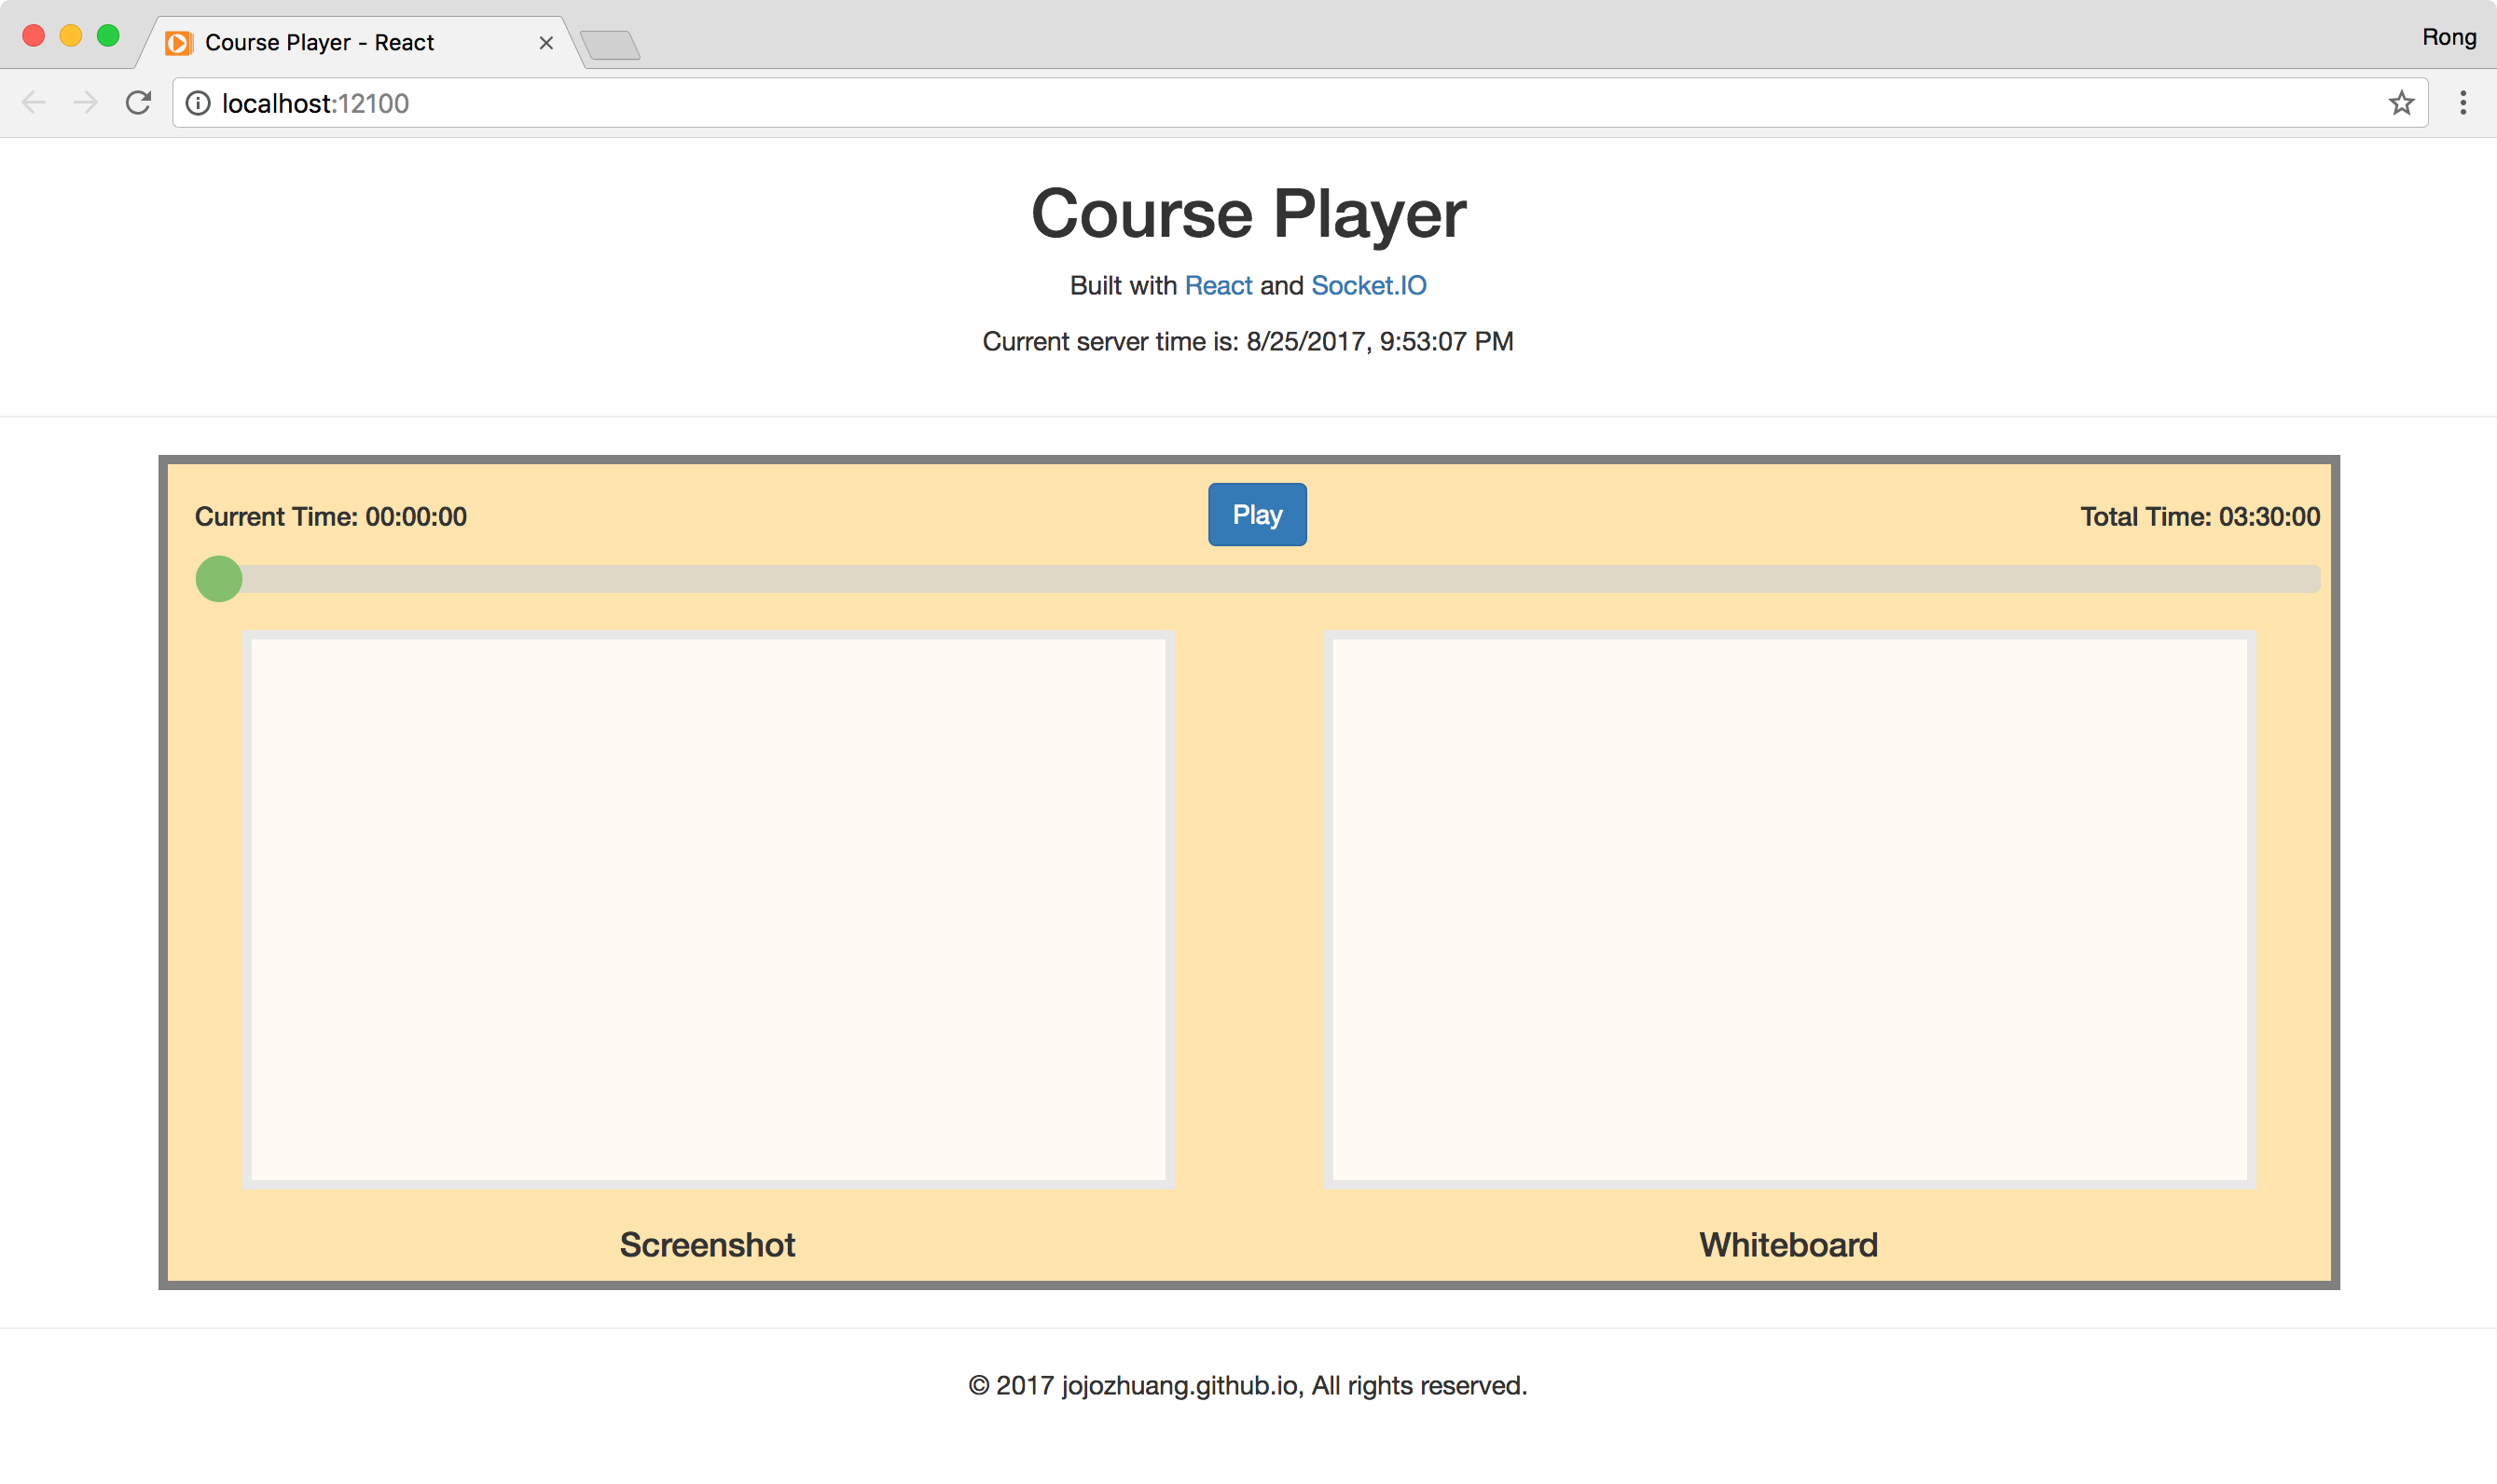 Course Player - React
Rong
localhost:12100
Course Player
Built with React and Socket.IO
Current server time is: 8/25/2017, 9:53:07 PM
Current Time: 00:00:00
Play
Total Time: 03:30:00
Screenshot
Whiteboard
© 2017 jojozhuang.github.io, All rights reserved.